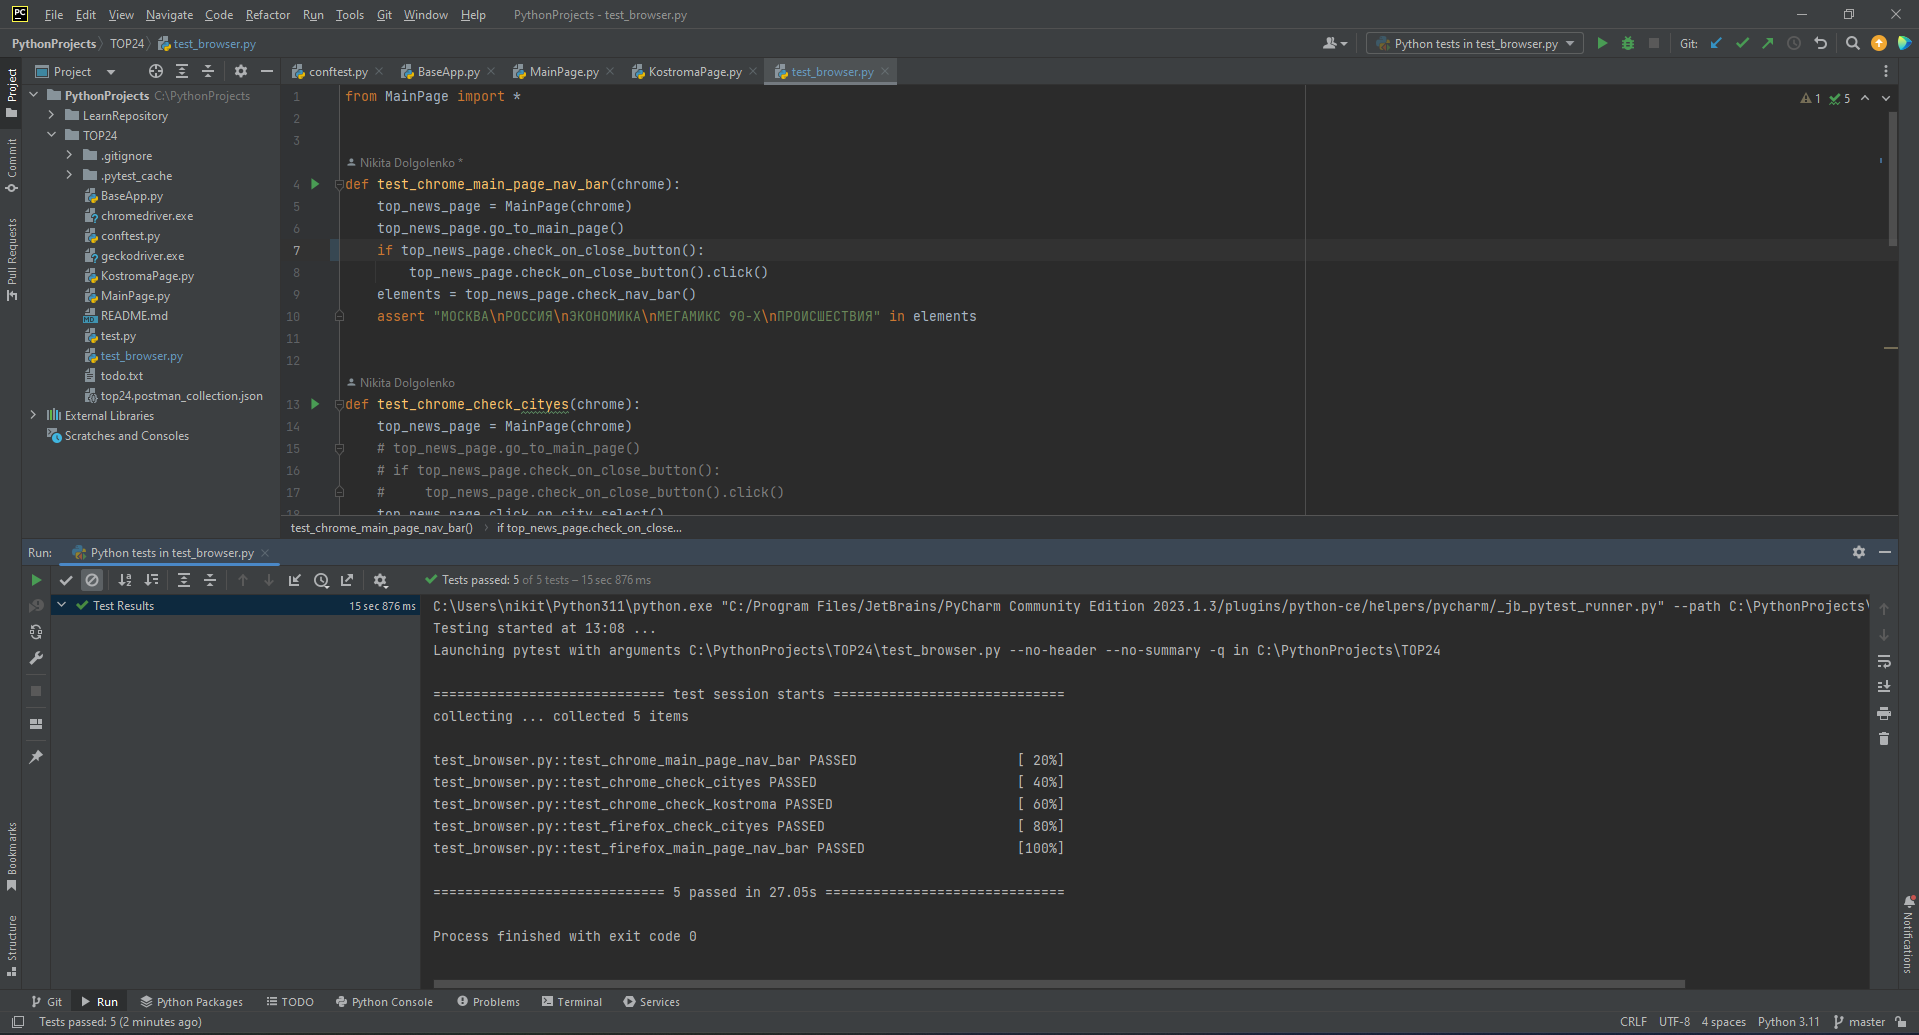 PC File Edit View Navigate Code Refactor Run Tools Git Window Help PythonProjects - test_browser.py
PythonProjects TOP24 test_browser.py
Python tests in test_browser.py Git:
Project
conftest.py BaseApp.py MainPage.py KostromaPage.py test_browser.py
Project
Commit
Pull Requests
Bookmarks
Structure
PythonProjects C:\PythonProjects
LearnRepository
TOP24
.gitignore
.pytest_cache
BaseApp.py
chromedriver.exe
conftest.py
geckodriver.exe
KostromaPage.py
MainPage.py
README.md
test.py
test_browser.py
todo.txt
top24.postman_collection.json
External Libraries
Scratches and Consoles
1 from MainPage import *
1 5
2
3
Nikita Dolgolenko *
4 def test_chrome_main_page_nav_bar(chrome):
5 top_news_page = MainPage(chrome)
6 top_news_page.go_to_main_page()
7 if top_news_page.check_on_close_button():
8 top_news_page.check_on_close_button().click()
9 elements = top_news_page.check_nav_bar()
10 assert "МОСКВА\nРОССИЯ\nЭКОНОМИКА\nМЕГАМИКС 90-Х\nПРОИСШЕСТВИЯ" in elements
11
12
Nikita Dolgolenko
13 def test_chrome_check_cityes(chrome):
14 top_news_page = MainPage(chrome)
15 # top_news_page.go_to_main_page()
16 # if top_news_page.check_on_close_button():
17 # top_news_page.check_on_close_button().click()
18 top_news_page.click_on_city_select()
test_chrome_main_page_nav_bar() if top_news_page.check_on_close...
Run: Python tests in test_browser.py
Tests passed: 5 of 5 tests – 15 sec 876 ms
Test Results 15 sec 876 ms
C:\Users\nikit\Python311\python.exe "C:/Program Files/JetBrains/PyCharm Community Edition 2023.1.3/plugins/python-ce/helpers/pycharm/_jb_pytest_runner.py" --path C:\PythonProjects\
Testing started at 13:08 ...
Launching pytest with arguments C:\PythonProjects\TOP24\test_browser.py --no-header --no-summary -q in C:\PythonProjects\TOP24
============================= test session starts =============================
collecting ... collected 5 items
test_browser.py::test_chrome_main_page_nav_bar PASSED [ 20%]
test_browser.py::test_chrome_check_cityes PASSED [ 40%]
test_browser.py::test_chrome_check_kostroma PASSED [ 60%]
test_browser.py::test_firefox_check_cityes PASSED [ 80%]
test_browser.py::test_firefox_main_page_nav_bar PASSED [100%]
============================= 5 passed in 27.05s ==============================
Process finished with exit code 0
Notifications
Git Run Python Packages TODO Python Console Problems Terminal Services
Tests passed: 5 (2 minutes ago) CRLF UTF-8 4 spaces Python 3.11 master